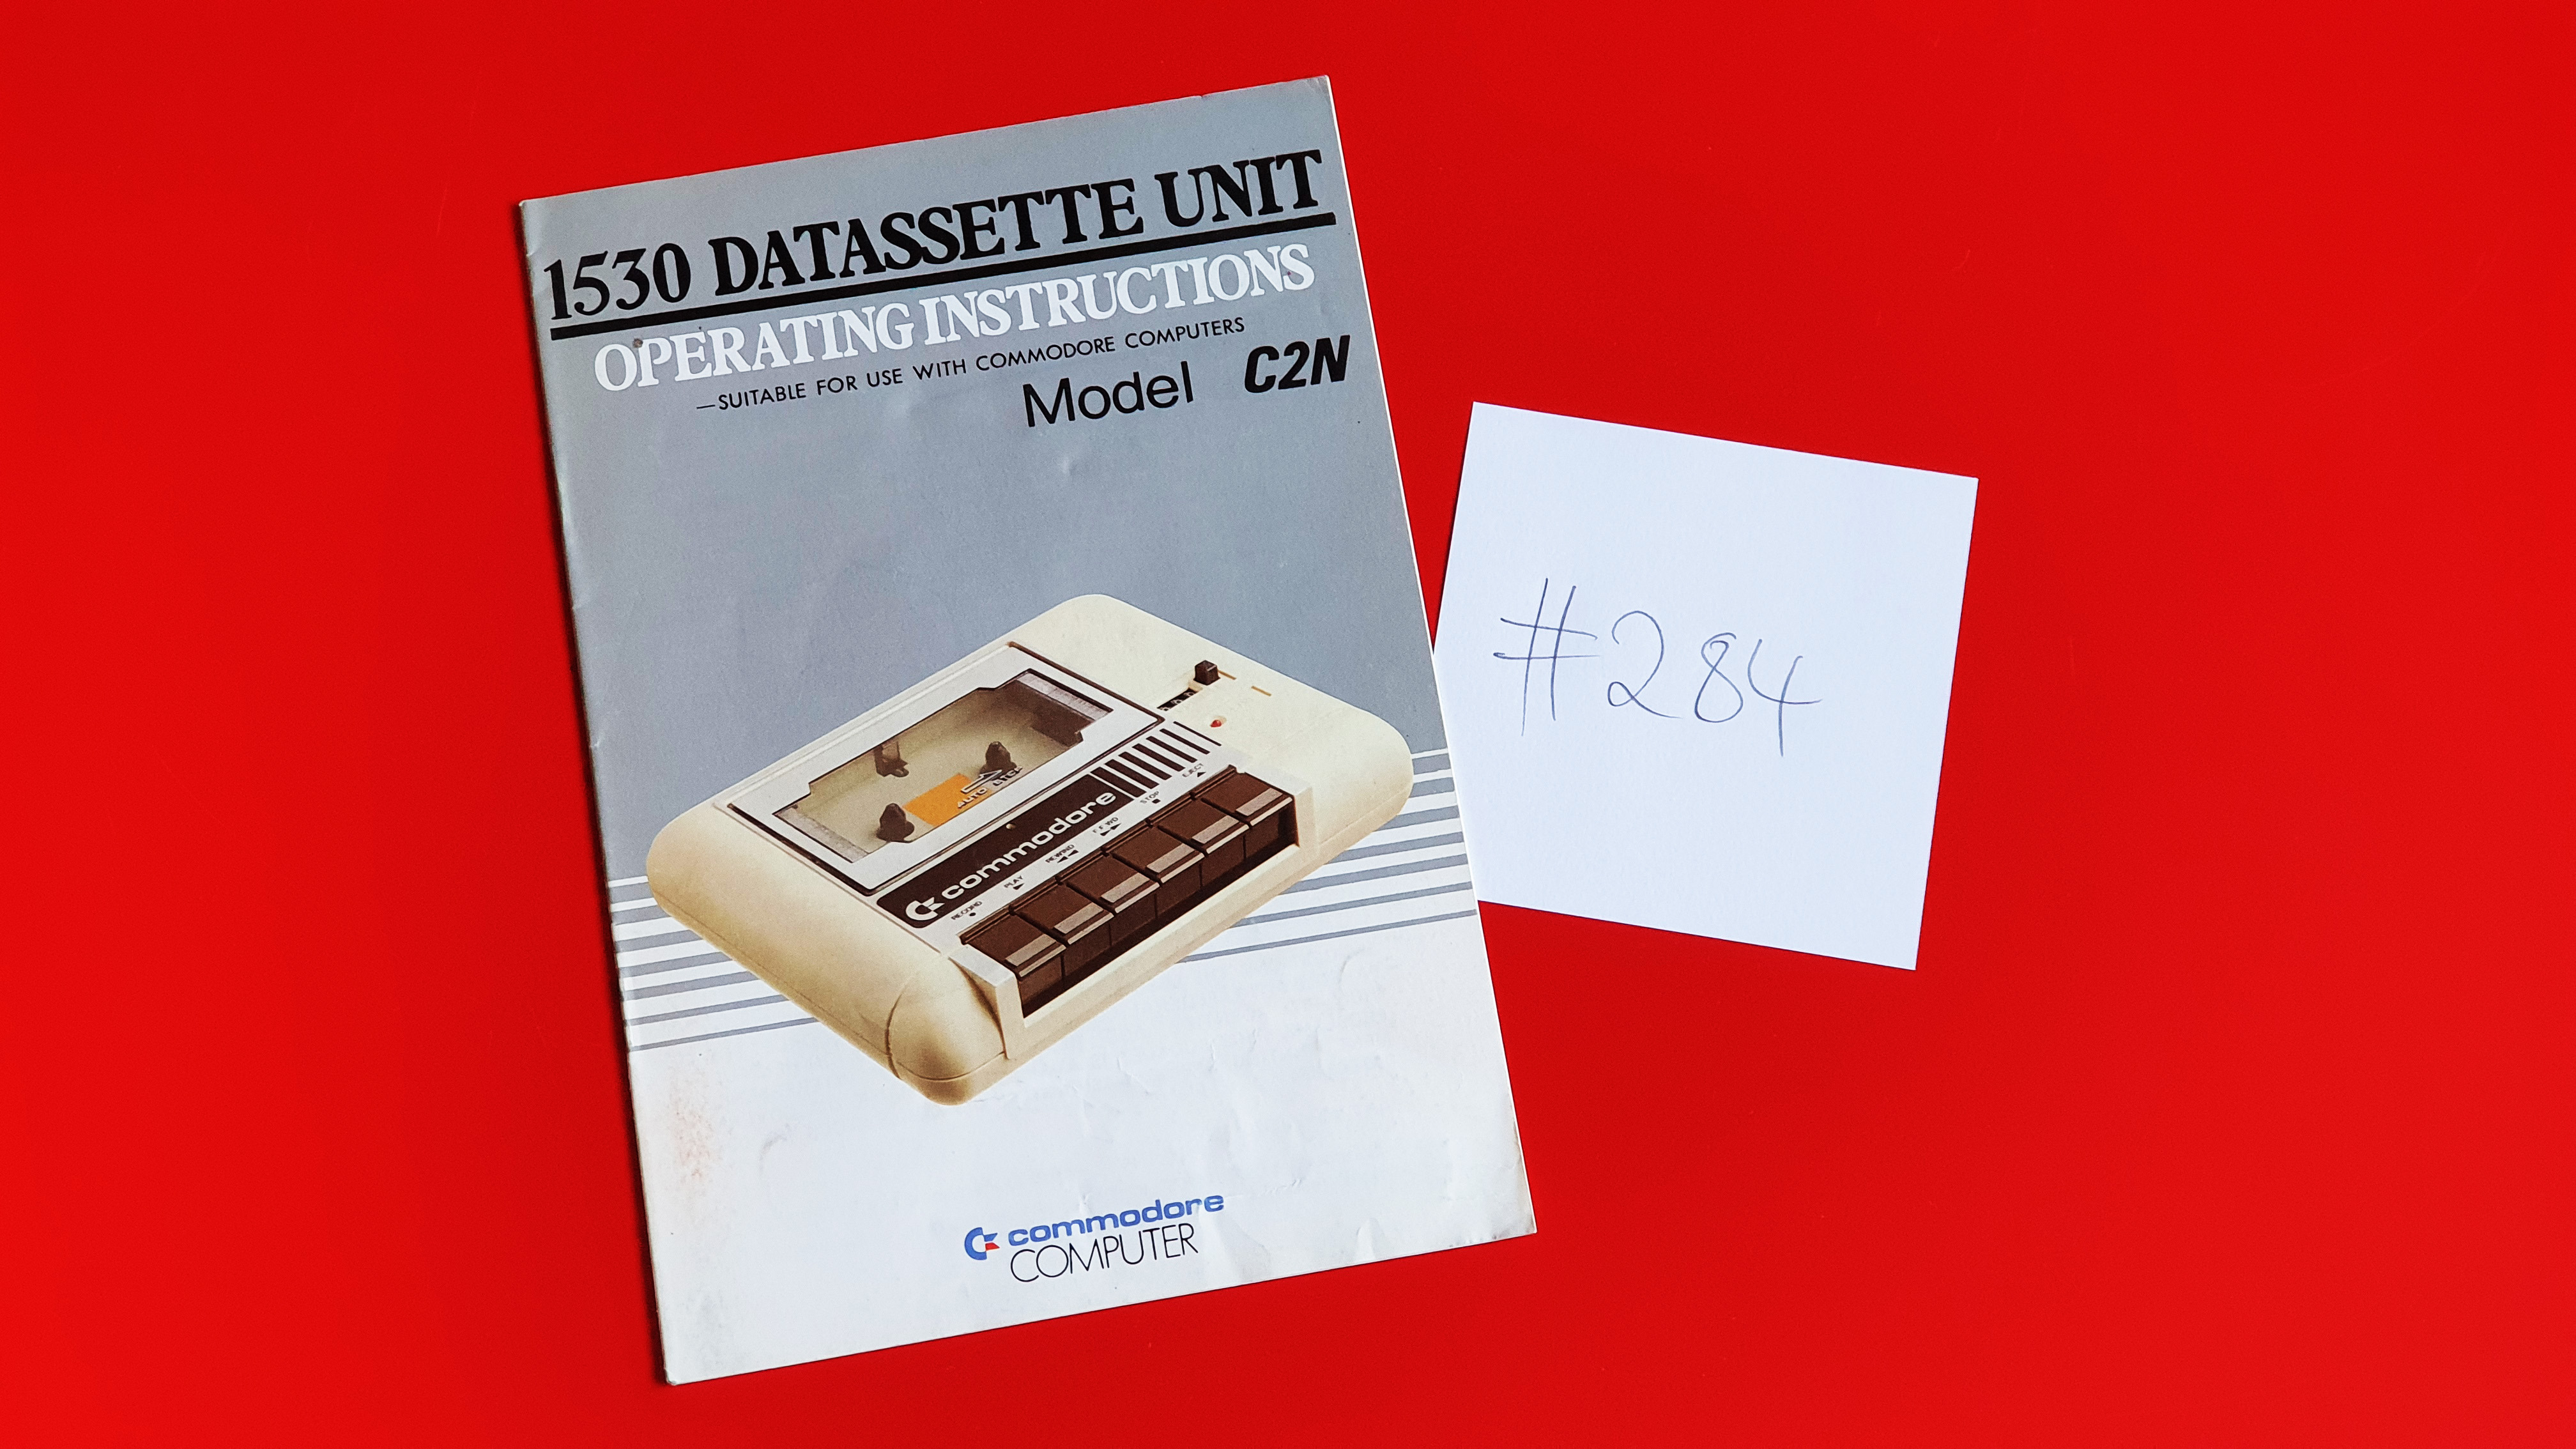 1530 DATASSETTE UNIT
OPERATING INSTRUCTIONS
—SUITABLE FOR USE WITH COMMODORE COMPUTERS
Model C2N
#284
AUTO
EJECT
STOP
F.FWD
REWIND
PLAY
RECORD
commodore
commodore
COMPUTER